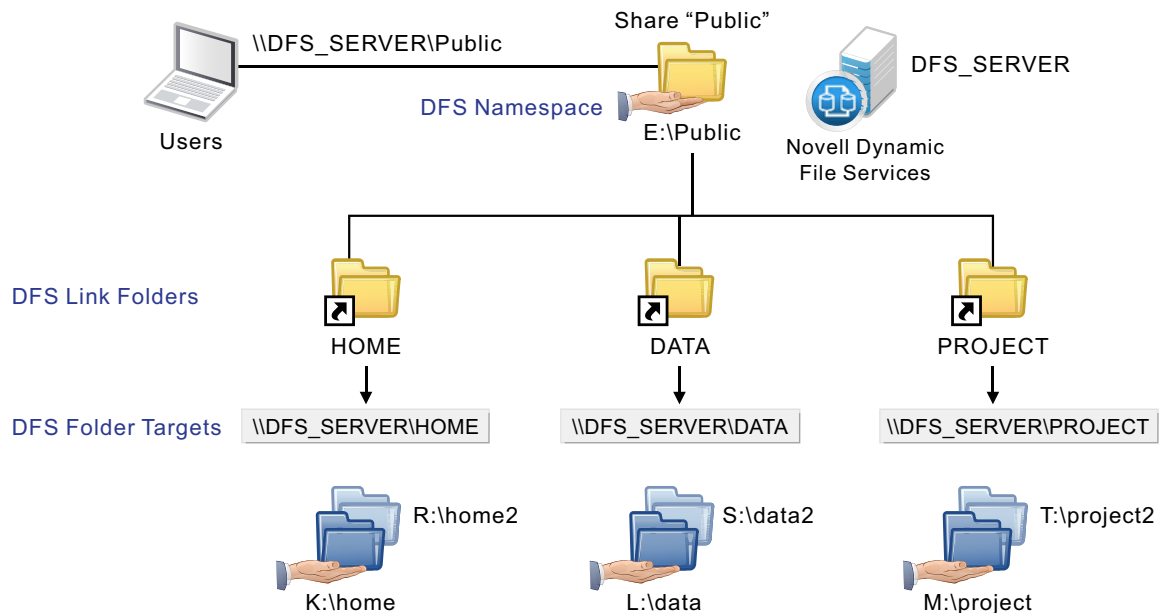 Share “Public”
\\DFS_SERVER\Public
DFS_SERVER
DFS Namespace
Users
E:\Public
Novell Dynamic
File Services
DFS Link Folders
HOME
DATA
PROJECT
DFS Folder Targets
\\DFS_SERVER\HOME
\\DFS_SERVER\DATA
\\DFS_SERVER\PROJECT
R:\home2
S:\data2
T:\project2
K:\home
L:\data
M:\project